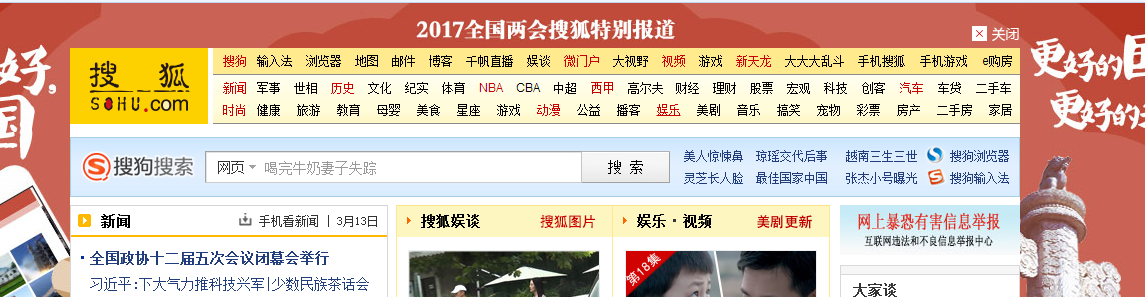 2017全国两会搜狐特别报道
关闭
好,
国
更好的国
更好的
搜狐
SOHU.com
搜狗 输入法 浏览器 地图 邮件 博客 千帆直播 娱谈 微门户 大视野 视频 游戏 新天龙 大大大乱斗 手机搜狐 手机游戏 e购房
新闻 军事 世相 历史 文化 纪实 体育 NBA CBA 中超 西甲 高尔夫 财经 理财 股票 宏观 科技 创客 汽车 车贷 二手车
时尚 健康 旅游 教育 母婴 美食 星座 游戏 动漫 公益 播客 娱乐 美剧 音乐 搞笑 宠物 彩票 房产 二手房 家居
搜狗搜索
网页 喝完牛奶妻子失踪
搜 索
美人惊悚鼻 琼瑶交代后事 越南三生三世 搜狗浏览器
灵芝长人脸 最佳国家中国 张杰小号曝光 搜狗输入法
新闻 手机看新闻 | 3月13日
全国政协十二届五次会议闭幕会举行
习近平:下大气力推科技兴军|少数民族茶话会
搜狐娱谈 搜狐图片
娱乐·视频 美剧更新
第18集
网上暴恐有害信息举报
互联网违法和不良信息举报中心
大家谈